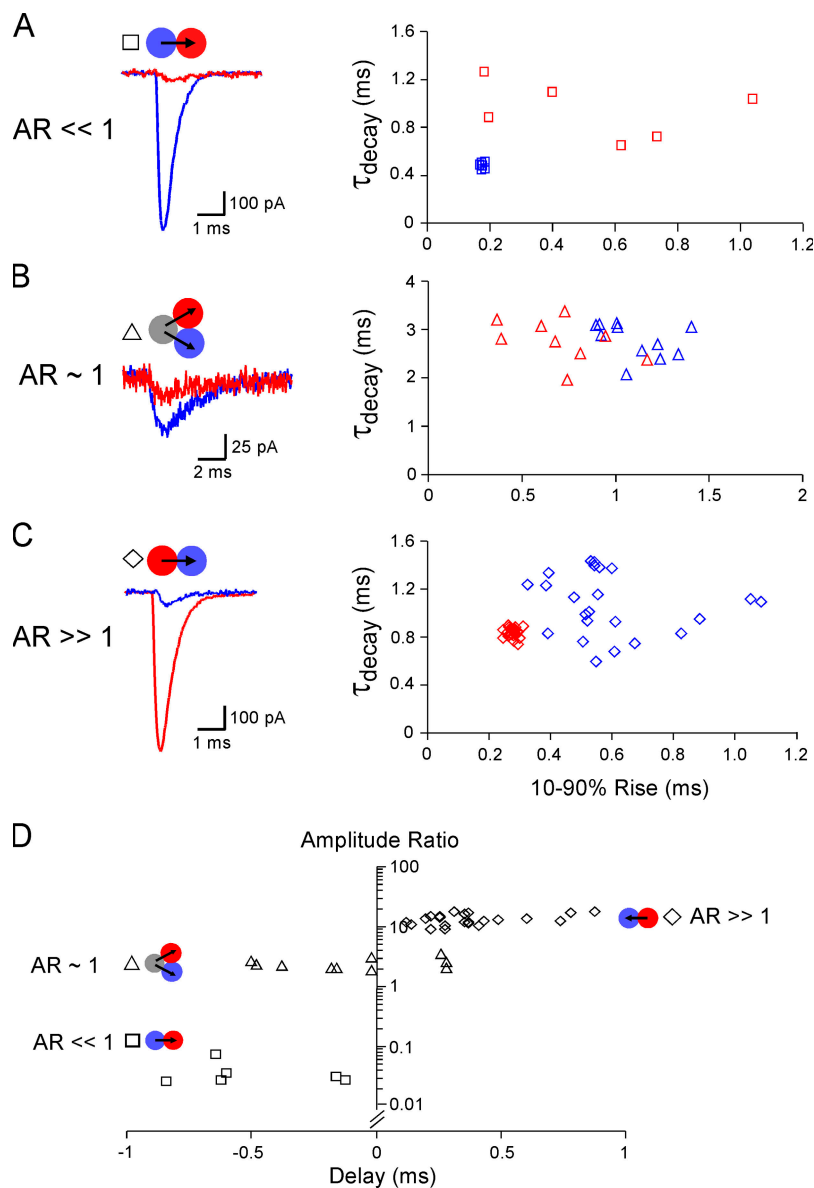 A
AR << 1
100 pA
1 ms
τdecay (ms)
1.6
1.2
0.8
0.4
0
0 0.2 0.4 0.6 0.8 1.0 1.2
B
AR ~ 1
25 pA
2 ms
τdecay (ms)
4
3
2
1
0
0 0.5 1 1.5 2
C
AR >> 1
100 pA
1 ms
τdecay (ms)
1.6
1.2
0.8
0.4
0
0 0.2 0.4 0.6 0.8 1.0 1.2
10-90% Rise (ms)
D
Amplitude Ratio
100
10
1
0.1
0.01
AR >> 1
AR ~ 1
AR << 1
-1 -0.5 0 0.5 1
Delay (ms)